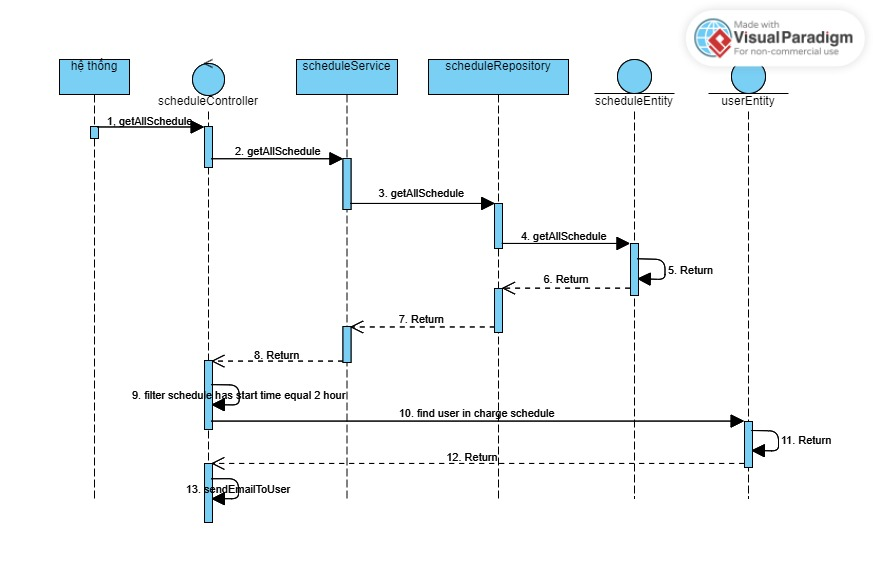 Made with
VisualParadigm
For non-commercial use
hệ thống
scheduleController
scheduleService
scheduleRepository
scheduleEntity
userEntity
1. getAllSchedule
2. getAllSchedule
3. getAllSchedule
4. getAllSchedule
5. Return
6. Return
7. Return
8. Return
9. filter schedule has start time equal 2 hour
10. find user in charge schedule
11. Return
12. Return
13. sendEmailToUser